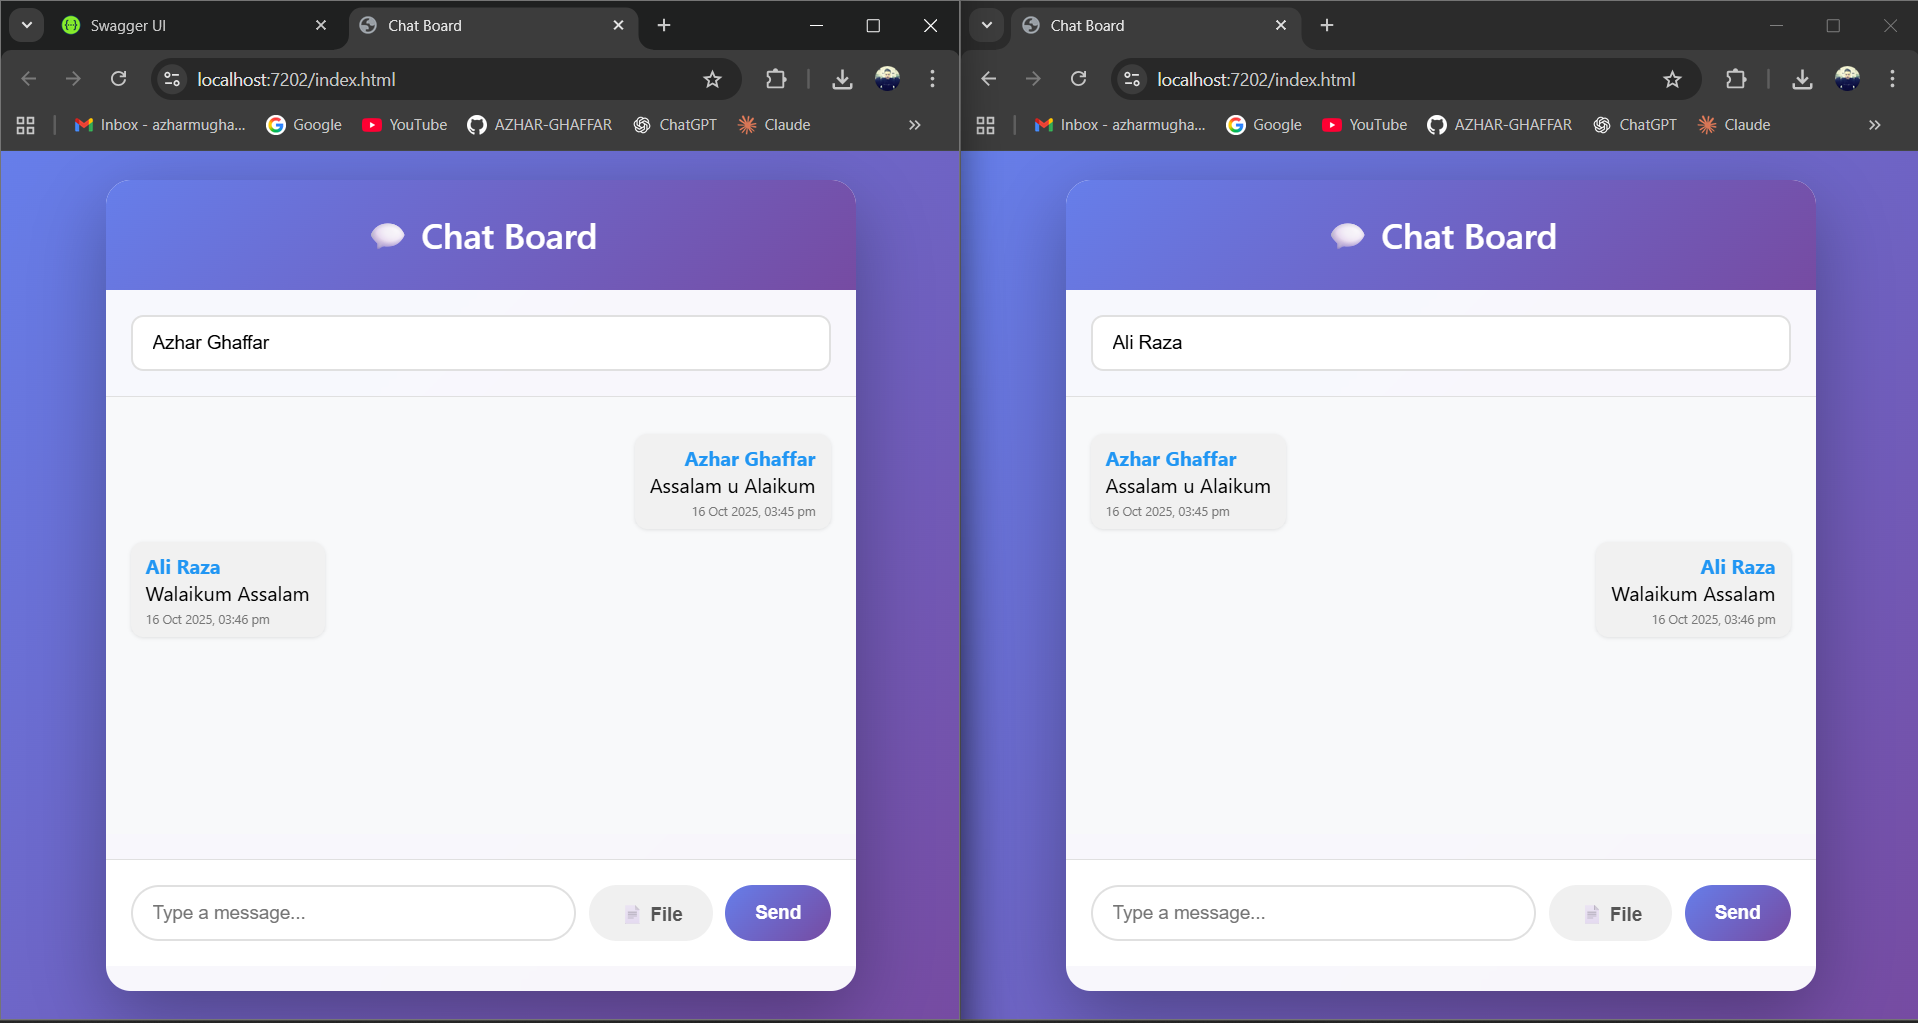 Swagger UI
Chat Board
localhost:7202/index.html
Inbox - azharmugha...
Google
YouTube
AZHAR-GHAFFAR
ChatGPT
Claude
Chat Board
Azhar Ghaffar
Azhar Ghaffar
Assalam u Alaikum
16 Oct 2025, 03:45 pm
Ali Raza
Walaikum Assalam
16 Oct 2025, 03:46 pm
Type a message...
File
Send
Chat Board
localhost:7202/index.html
Inbox - azharmugha...
Google
YouTube
AZHAR-GHAFFAR
ChatGPT
Claude
Chat Board
Ali Raza
Azhar Ghaffar
Assalam u Alaikum
16 Oct 2025, 03:45 pm
Ali Raza
Walaikum Assalam
16 Oct 2025, 03:46 pm
Type a message...
File
Send